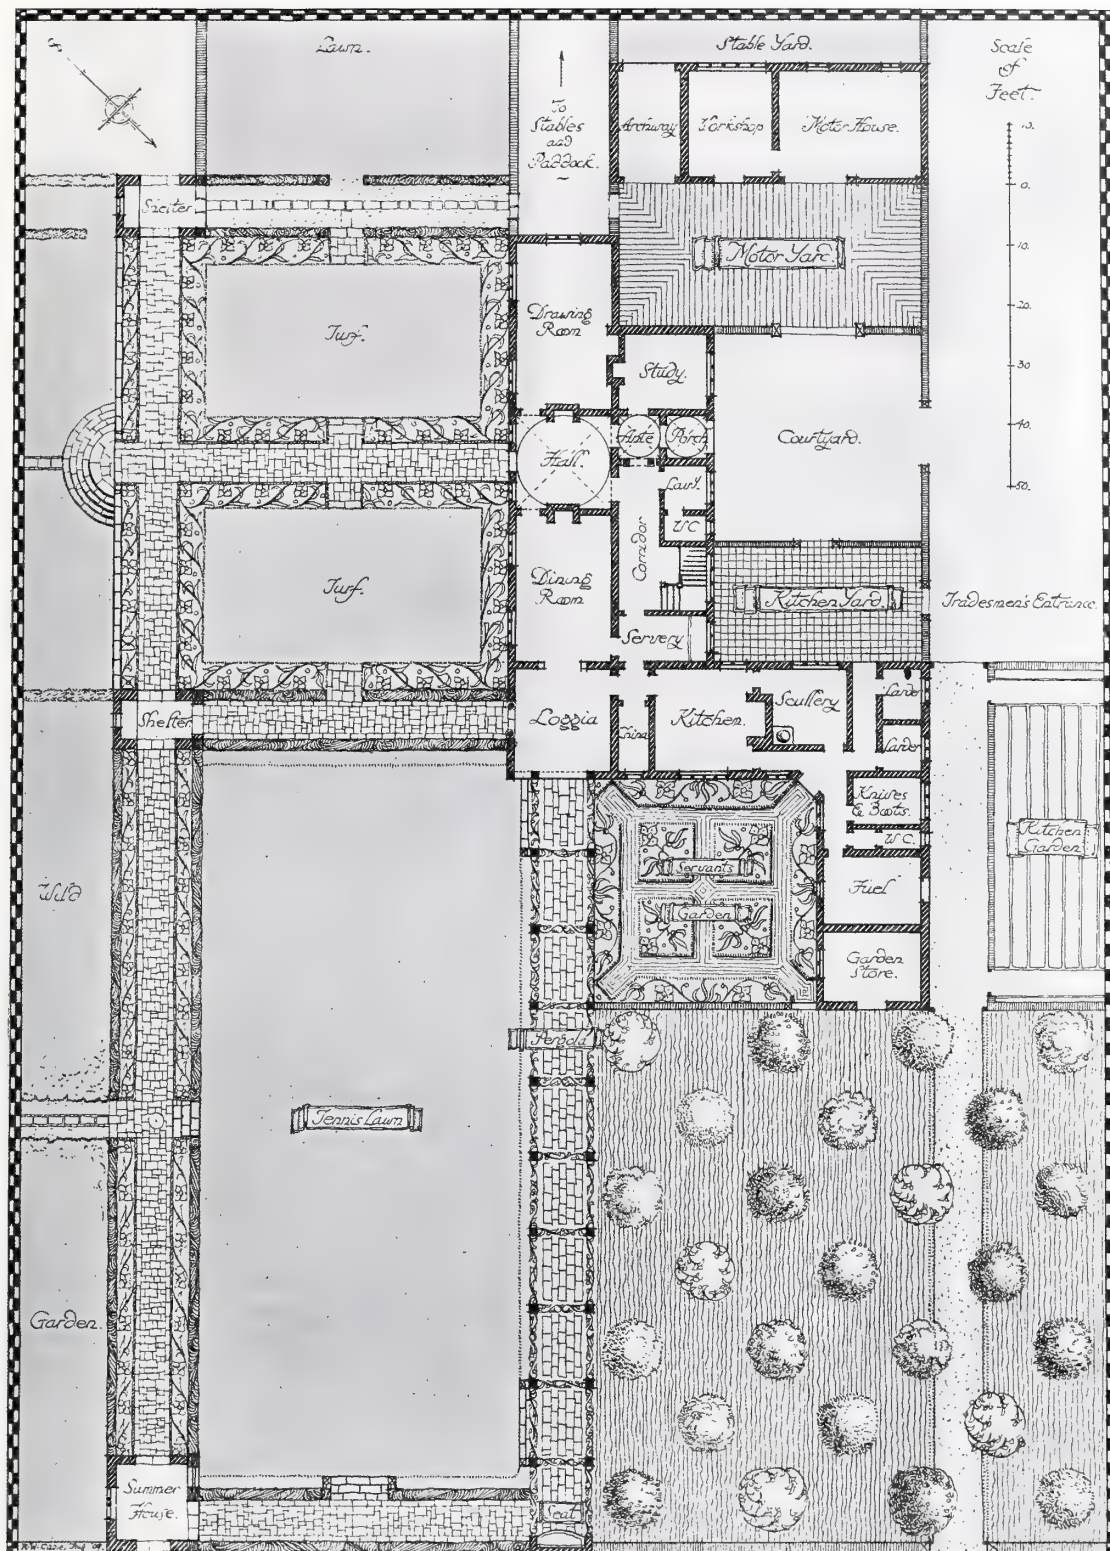 Lawn.
Stable Yard.
Scale
of
Feet.
S
To
Stables
and
Paddock.
Archway
Workshop
Motor House.
10.
0.
10.
20.
30
40.
50.
Shelter
Motor Yard.
Drawing
Room
Turf.
Study.
Ante
Porch
Hall.
Courtyard.
Lavt.
W.C
Corridor
Turf.
Dining
Room
Kitchen Yard.
Tradesmen's Entrance.
Servery
Shelter
Loggia
China
Kitchen.
Scullery
Larder
Larder
Knives
& Boots.
W.C.
Kitchen
Garden
Servants
Garden
Fuel
Wild
Garden
Store.
Pergola
Tennis Lawn
Garden.
Summer
House.
Seat